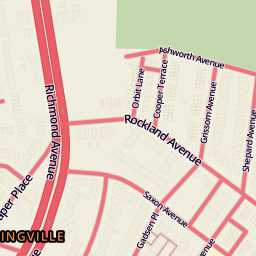 Ashworth Avenue
Orbit Lane
Cooper Terrace
Richmond Avenue
Rockland Avenue
Grissom Avenue
Shepard Avenue
Place
Saxon Avenue
Gadsen Pl
INGVILLE